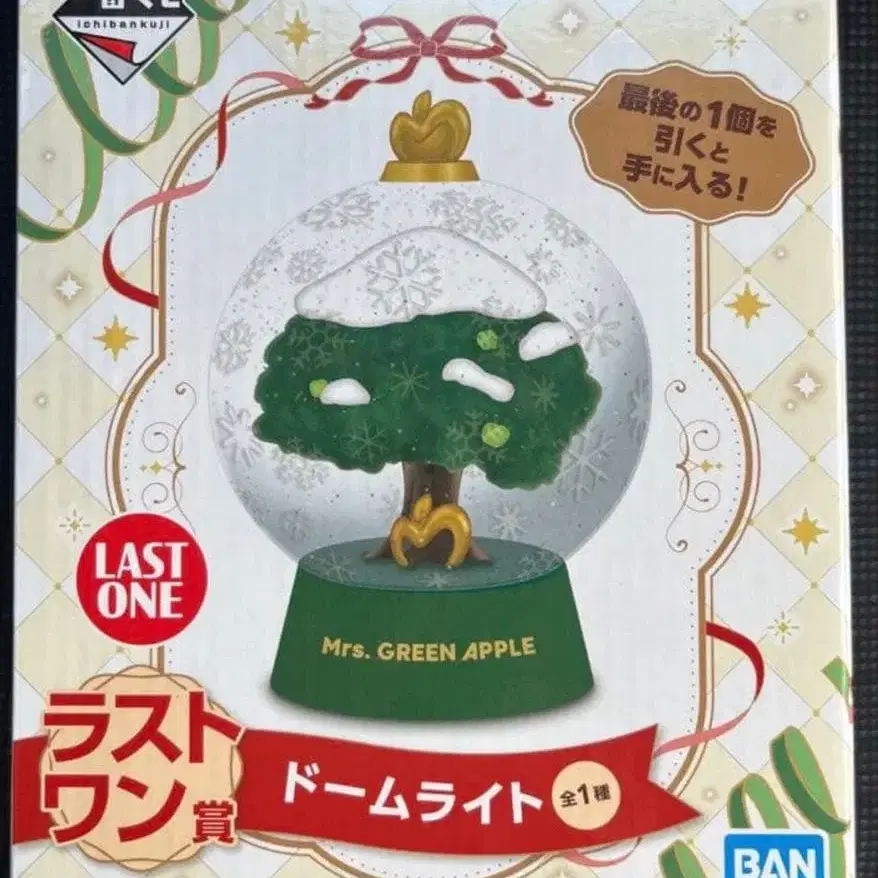 ichibankuji
最後の1個を
引くと
手に入る!
LAST
ONE
Mrs. GREEN APPLE
ラスト
ワン賞
ドームライト
全1種
BAN